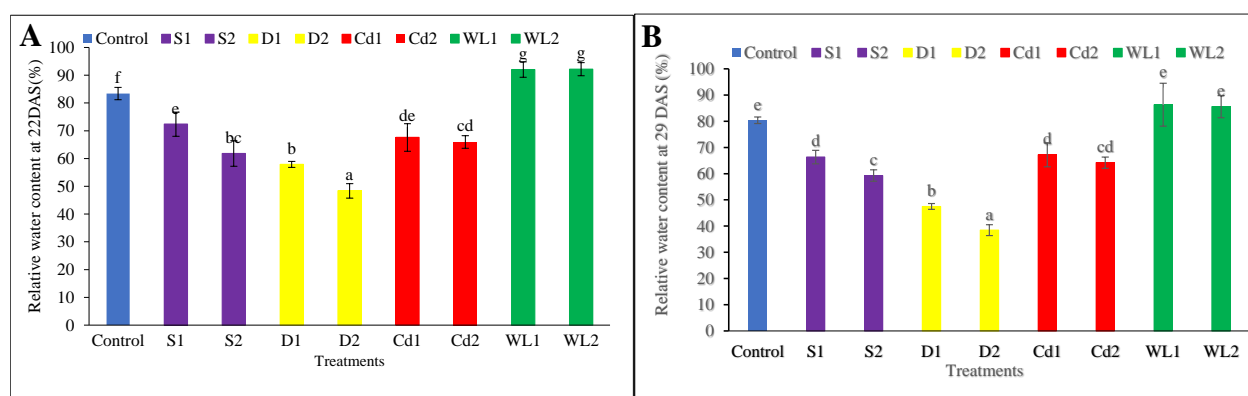 A
Control S1 S2 D1 D2 Cd1 Cd2 WL1 WL2
Relative water content at 22DAS(%)
100
90
80
70
60
50
40
30
20
10
0
f
e
bc
b
a
de
cd
g
g
Control S1 S2 D1 D2 Cd1 Cd2 WL1 WL2
Treatments
B
Control S1 S2 D1 D2 Cd1 Cd2 WL1 WL2
Relative water content at 29 DAS (%)
100
90
80
70
60
50
40
30
20
10
0
e
d
c
b
a
d
cd
e
e
Control S1 S2 D1 D2 Cd1 Cd2 WL1 WL2
Treatments